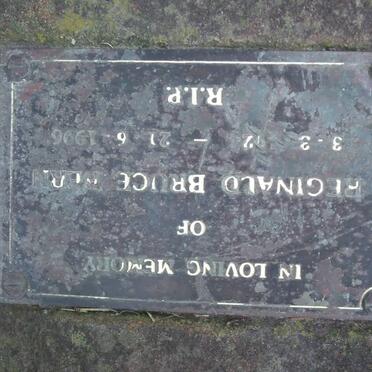 IN LOVING MEMORY
OF
REGINALD BRUCE
— 21-6-1996
R.I.P.